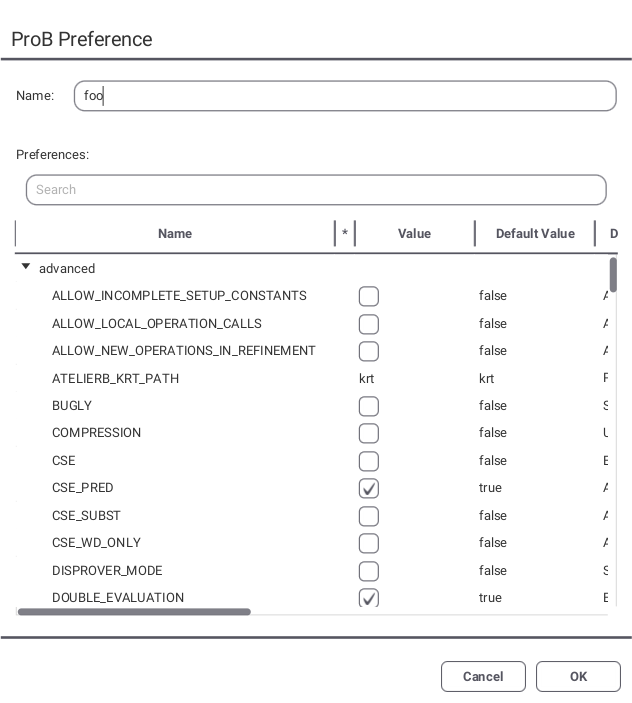 ProB Preference
Name: foo
Preferences:
Search
Name * Value Default Value D
advanced
ALLOW_INCOMPLETE_SETUP_CONSTANTS false
ALLOW_LOCAL_OPERATION_CALLS false
ALLOW_NEW_OPERATIONS_IN_REFINEMENT false
ATELIERB_KRT_PATH krt krt
BUGLY false
COMPRESSION false
CSE false
CSE_PRED true
CSE_SUBST false
CSE_WD_ONLY false
DISPROVER_MODE false
DOUBLE_EVALUATION true
Cancel OK